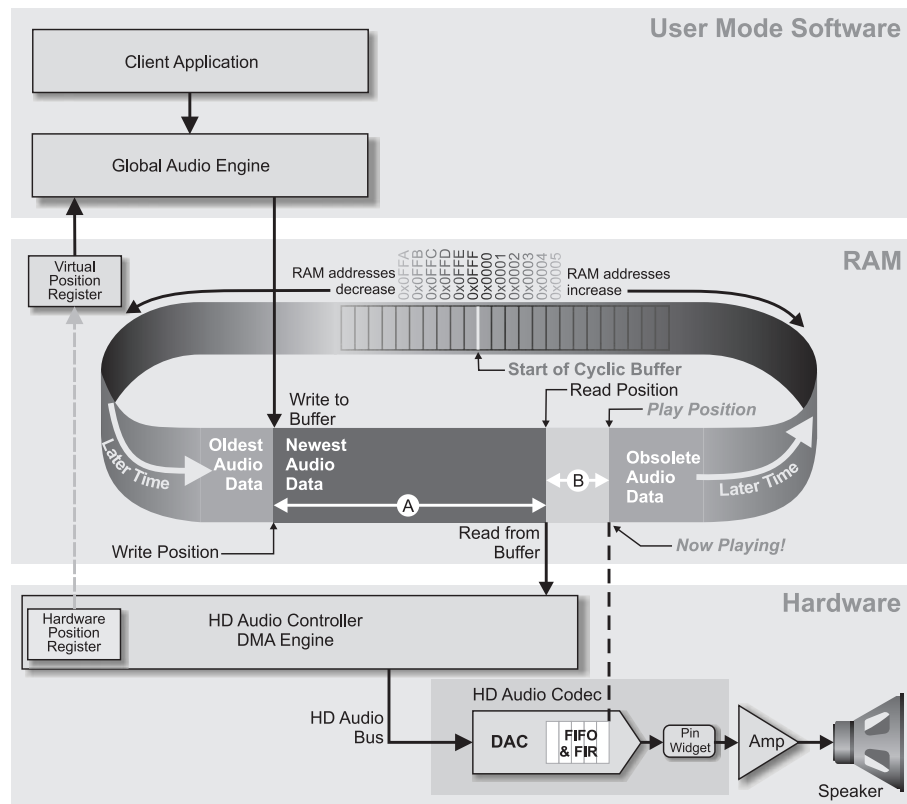 User Mode Software
Client Application
Global Audio Engine
RAM
Virtual
Position
Register
RAM addresses
decrease
0x0FFA
0x0FFB
0x0FFC
0x0FFD
0x0FFE
0x0FFF
0x0000
0x0001
0x0002
0x0003
0x0004
0x0005
RAM addresses
increase
Start of Cyclic Buffer
Write to
Buffer
Read Position
Play Position
Later Time
Oldest
Audio
Data
Newest
Audio
Data
A
B
Obsolete
Audio
Data
Later Time
Write Position
Read from
Buffer
Now Playing!
Hardware
Hardware
Position
Register
HD Audio Controller
DMA Engine
HD Audio Codec
HD Audio
Bus
DAC
FIFO
& FIR
Pin
Widget
Amp
Speaker